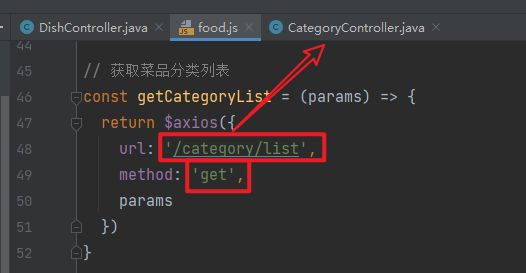 DishController.java × food.js × CategoryController.java ×
44
45 // 获取菜品分类列表
46 const getCategoryList = (params) => {
47 return $axios({
48 url: '/category/list',
49 method: 'get',
50 params
51 })
52 }